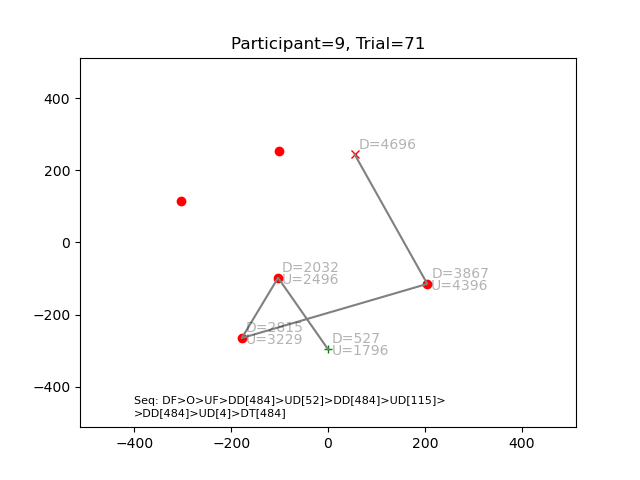 Participant=9, Trial=71
D=4696
D=2032
U=2496
D=3867
U=4396
D=2815
U=3229
D=527
U=1796
Seq: DF>O>UF>DD[484]>UD[52]>DD[484]>UD[115]>
>DD[484]>UD[4]>DT[484]
400
200
0
−200
−400
−400
−200
0
200
400